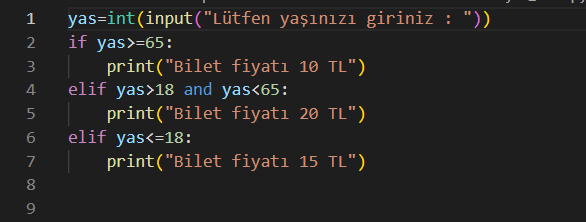 1 yas=int(input("Lütfen yaşınızı giriniz : "))
2 if yas>=65:
3     print("Bilet fiyatı 10 TL")
4 elif yas>18 and yas<65:
5     print("Bilet fiyatı 20 TL")
6 elif yas<=18:
7     print("Bilet fiyatı 15 TL")
8
9